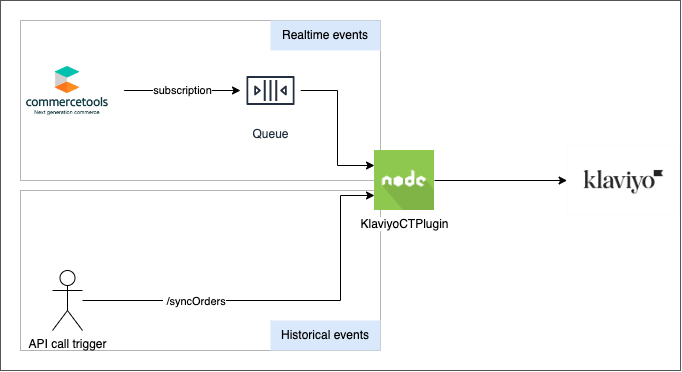 Realtime events
commercetools
Next generation commerce
subscription
Queue
node
KlaviyoCTPlugin
klaviyo
/syncOrders
API call trigger
Historical events